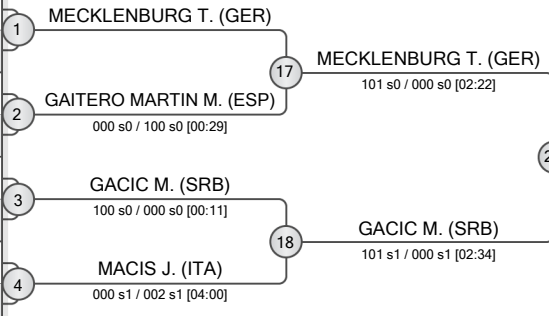 MECKLENBURG T. (GER)
1
17
MECKLENBURG T. (GER)
101 s0 / 000 s0 [02:22]
GAITERO MARTIN M. (ESP)
2
000 s0 / 100 s0 [00:29]
GACIC M. (SRB)
3
100 s0 / 000 s0 [00:11]
18
GACIC M. (SRB)
101 s1 / 000 s1 [02:34]
MACIS J. (ITA)
4
000 s1 / 002 s1 [04:00]